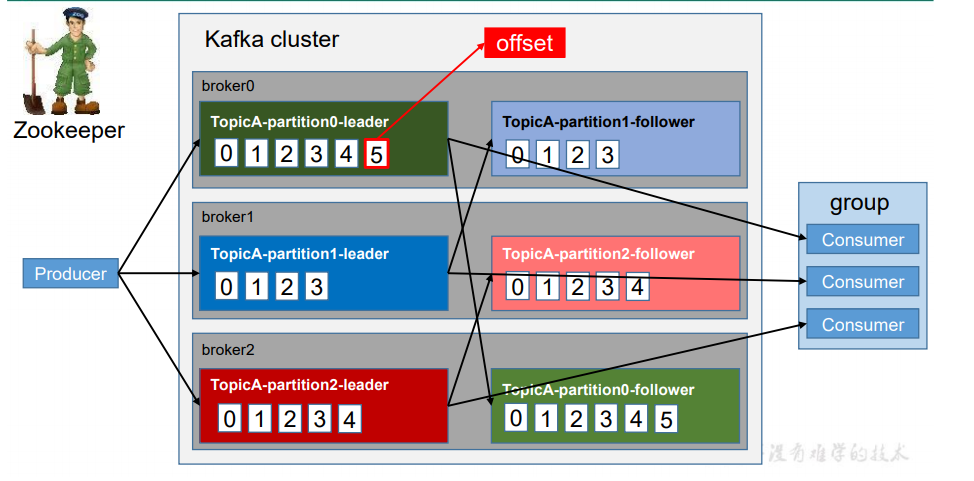 Kafka cluster
offset
Zookeeper
broker0
TopicA-partition0-leader
0 1 2 3 4 5
TopicA-partition1-follower
0 1 2 3
broker1
TopicA-partition1-leader
0 1 2 3
TopicA-partition2-follower
0 1 2 3 4
broker2
TopicA-partition2-leader
0 1 2 3 4
TopicA-partition0-follower
0 1 2 3 4 5
Producer
group
Consumer
Consumer
Consumer
没有难学的技术